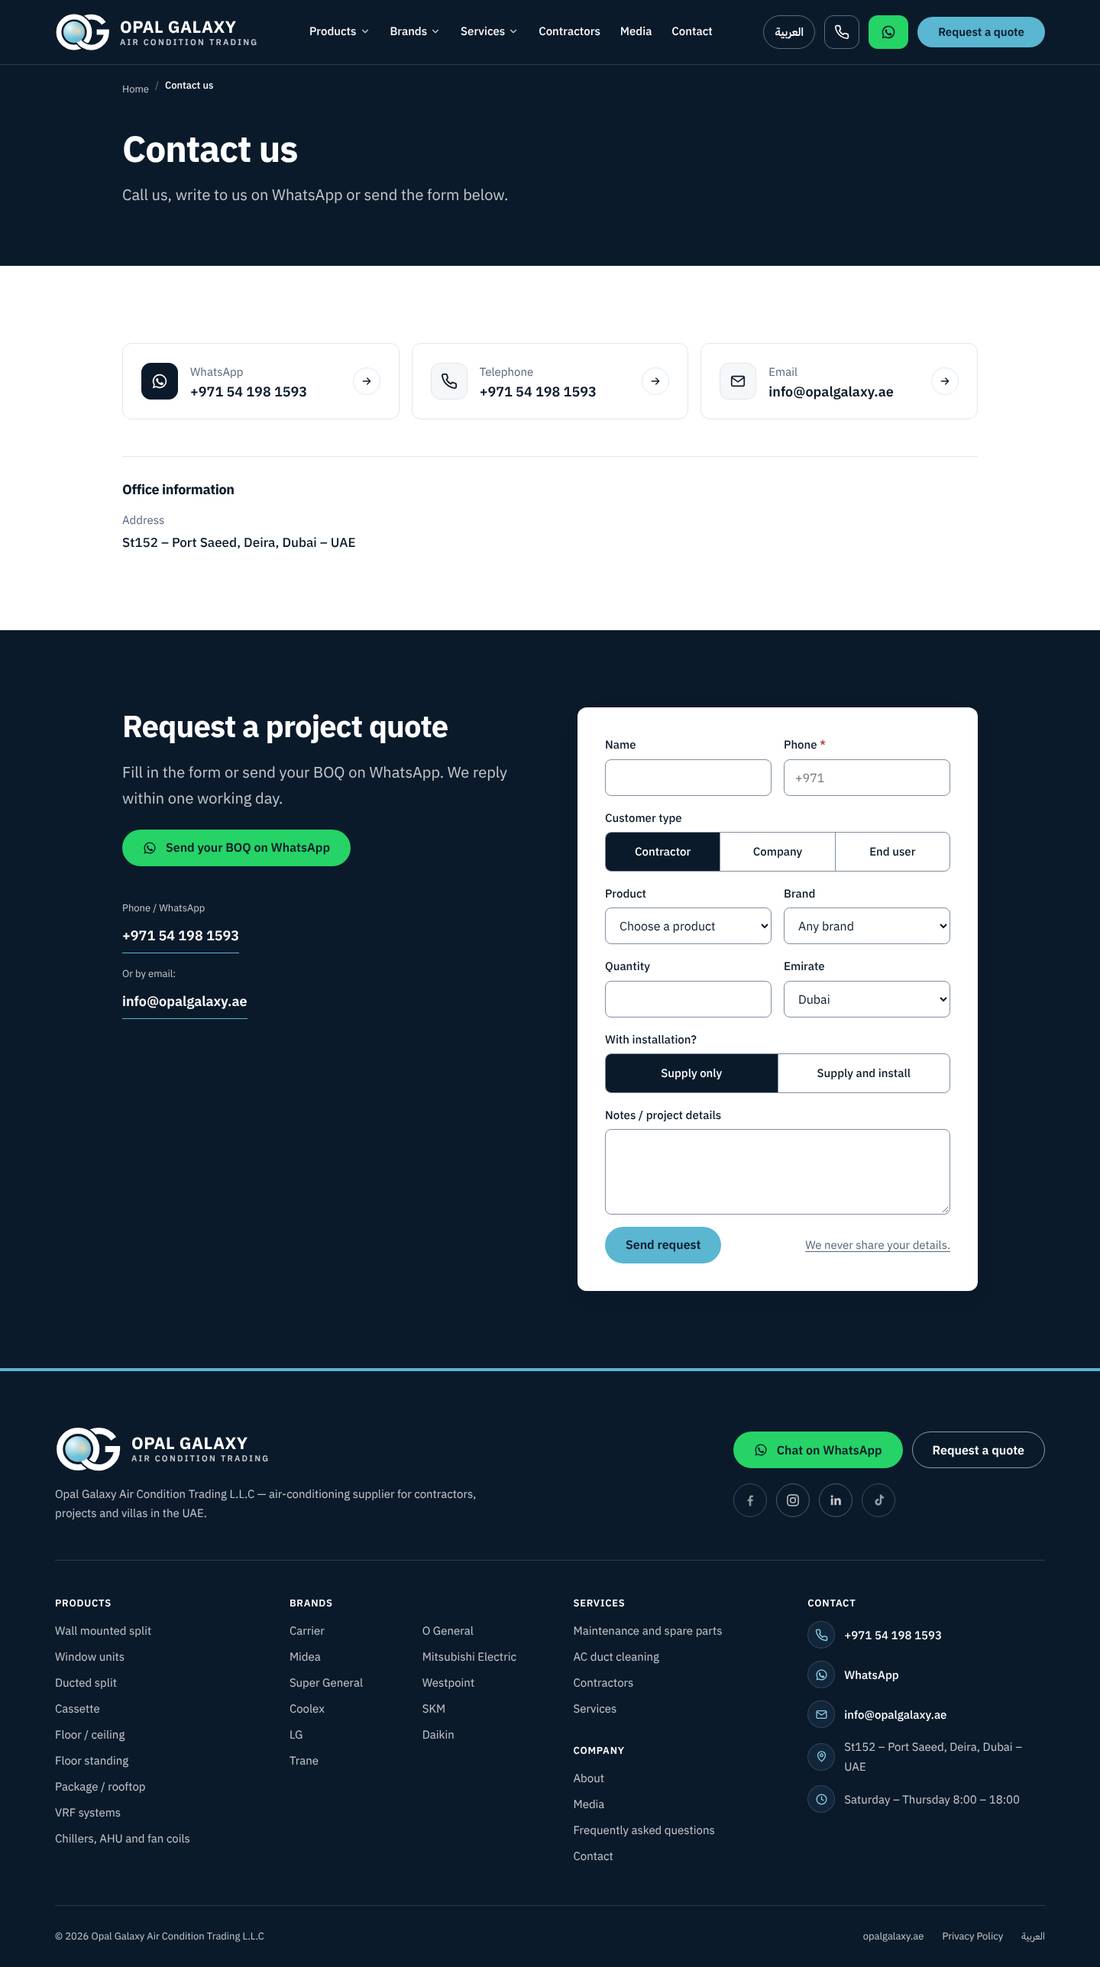 OPAL GALAXY
AIR CONDITION TRADING
Products
Brands
Services
Contractors
Media
Contact
العربية
Request a quote
Home / Contact us
Contact us
Call us, write to us on WhatsApp or send the form below.
WhatsApp
+971 54 198 1593
Telephone
+971 54 198 1593
Email
info@opalgalaxy.ae
Office information
Address
St152 – Port Saeed, Deira, Dubai – UAE
Request a project quote
Fill in the form or send your BOQ on WhatsApp. We reply
within one working day.
Send your BOQ on WhatsApp
Phone / WhatsApp
+971 54 198 1593
Or by email:
info@opalgalaxy.ae
Name
Phone *
+971
Customer type
Contractor
Company
End user
Product
Brand
Choose a product
Any brand
Quantity
Emirate
Dubai
With installation?
Supply only
Supply and install
Notes / project details
Send request
We never share your details.
OPAL GALAXY
AIR CONDITION TRADING
Opal Galaxy Air Condition Trading L.L.C — air-conditioning supplier for contractors,
projects and villas in the UAE.
Chat on WhatsApp
Request a quote
PRODUCTS
Wall mounted split
Window units
Ducted split
Cassette
Floor / ceiling
Floor standing
Package / rooftop
VRF systems
Chillers, AHU and fan coils
BRANDS
Carrier
Midea
Super General
Coolex
LG
Trane
O General
Mitsubishi Electric
Westpoint
SKM
Daikin
SERVICES
Maintenance and spare parts
AC duct cleaning
Contractors
Services
COMPANY
About
Media
Frequently asked questions
Contact
CONTACT
+971 54 198 1593
WhatsApp
info@opalgalaxy.ae
St152 – Port Saeed, Deira, Dubai –
UAE
Saturday – Thursday 8:00 – 18:00
© 2026 Opal Galaxy Air Condition Trading L.L.C
opalgalaxy.ae
Privacy Policy
العربية